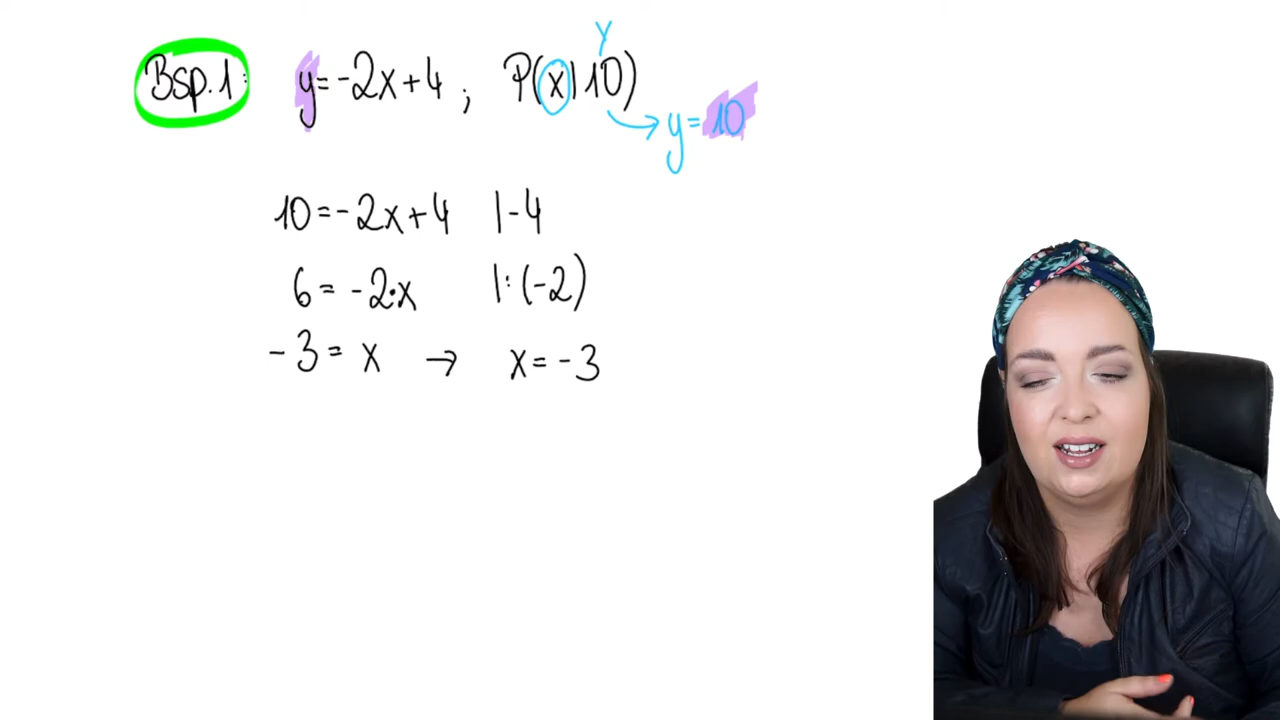 Bsp. 1: y = -2x + 4 ; P(x | 10)
y
→ y = 10
10 = -2x + 4 | -4
6 = -2·x | : (-2)
-3 = x → x = -3